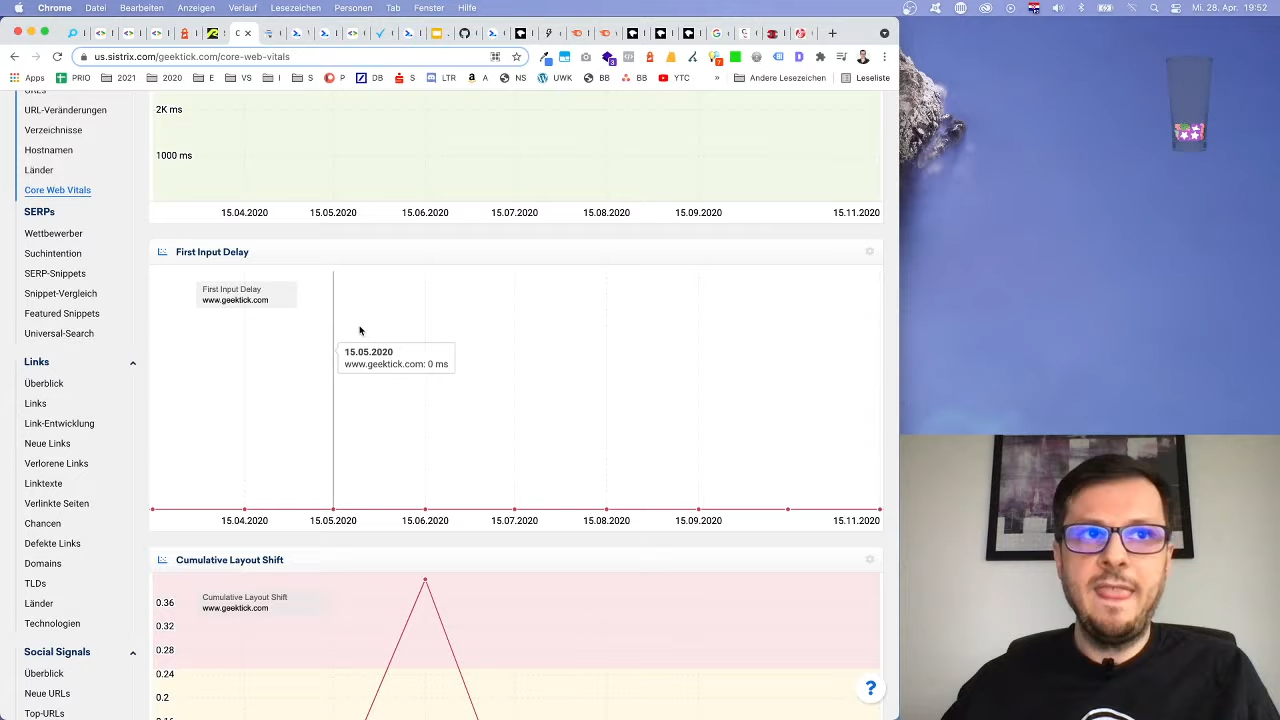 Chrome Datei Bearbeiten Anzeigen Verlauf Lesezeichen Personen Tab Fenster Hilfe
Mi. 28. Apr. 19:52
us.sistrix.com/geektick.com/core-web-vitals
Apps PRIO 2021 2020 E VS I S P DB S LTR A NS UWK BB BB YTC » Andere Lesezeichen Leseliste
URLs
URL-Veränderungen
Verzeichnisse
Hostnamen
Länder
Core Web Vitals
SERPs
Wettbewerber
Suchintention
SERP-Snippets
Snippet-Vergleich
Featured Snippets
Universal-Search
Links
Überblick
Links
Link-Entwicklung
Neue Links
Verlorene Links
Linktexte
Verlinkte Seiten
Chancen
Defekte Links
Domains
TLDs
Länder
Technologien
Social Signals
Überblick
Neue URLs
Top-URLs
2K ms
1000 ms
15.04.2020 15.05.2020 15.06.2020 15.07.2020 15.08.2020 15.09.2020 15.11.2020
First Input Delay
First Input Delay
www.geektick.com
15.05.2020
www.geektick.com: 0 ms
15.04.2020 15.05.2020 15.06.2020 15.07.2020 15.08.2020 15.09.2020 15.11.2020
Cumulative Layout Shift
Cumulative Layout Shift
www.geektick.com
0.36
0.32
0.28
0.24
0.2
?